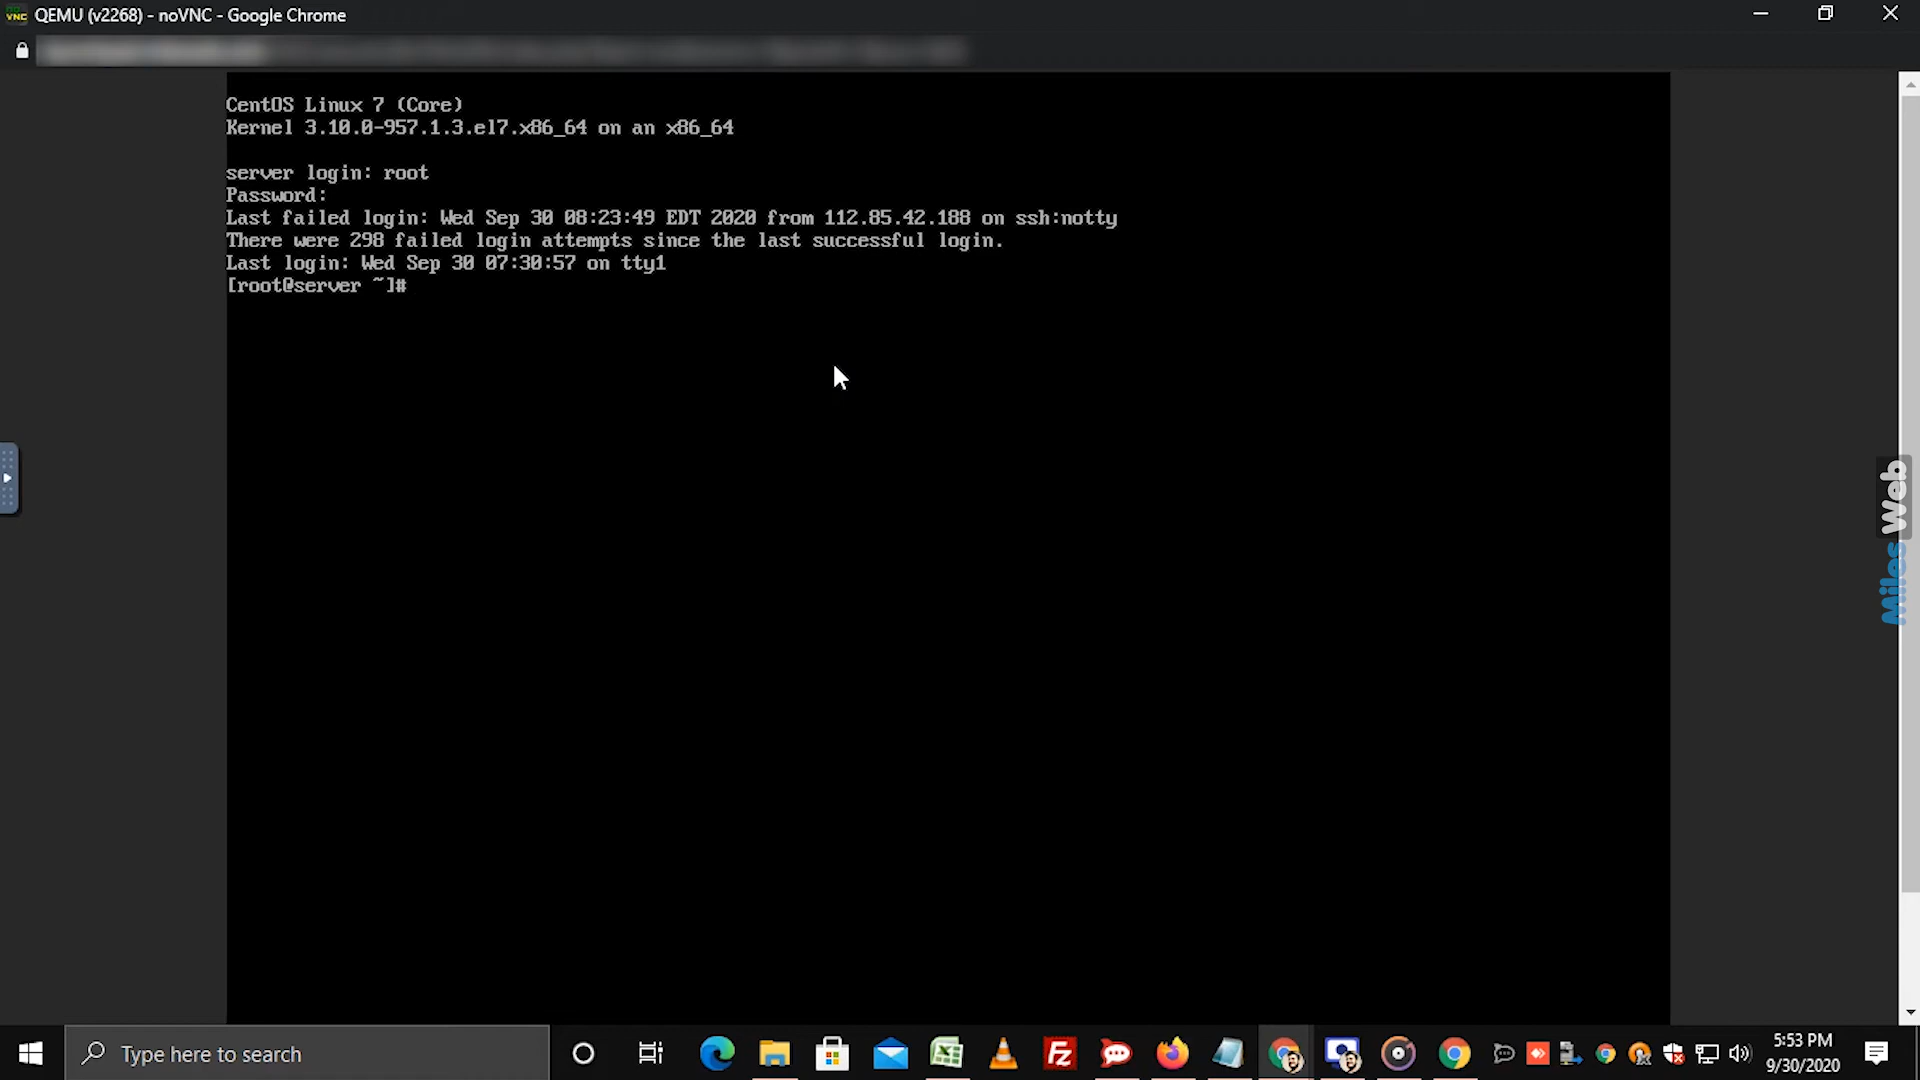 QEMU (v2268) - noVNC - Google Chrome
CentOS Linux 7 (Core)
Kernel 3.10.0-957.1.3.el7.x86_64 on an x86_64
server login: root
Password:
Last failed login: Wed Sep 30 08:23:49 EDT 2020 from 112.85.42.188 on ssh:notty
There were 298 failed login attempts since the last successful login.
Last login: Wed Sep 30 07:30:57 on tty1
[root@server ~]#
MilesWeb
Type here to search
5:53 PM
9/30/2020